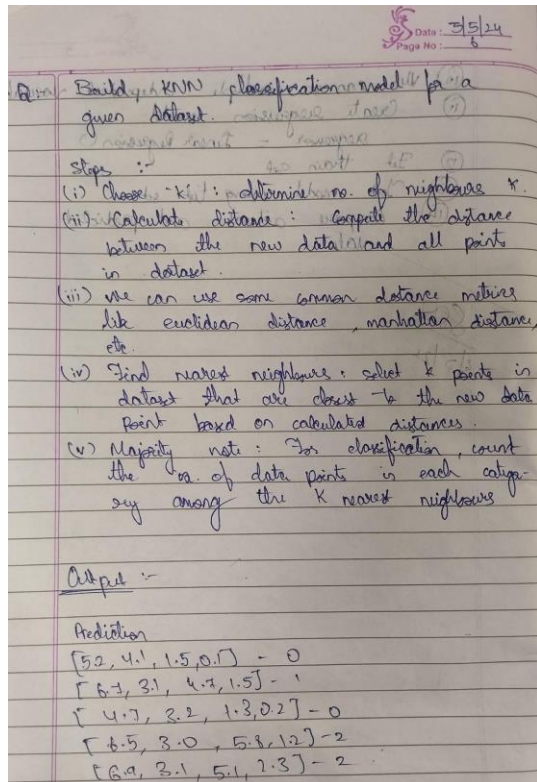 Date: 3/5/24
Page No: 6
Q. Build KNN classification model for a
given Dataset.
Steps :-
(i) Choose 'K': determine no. of neighbours K.
(ii) Calculate distance : Compute the distance
between the new data and all point
in dataset.
(iii) We can use some common distance metrics
like euclidean distance, manhattan distance,
etc.
(iv) Find nearest neighbours : select K points in
dataset that are closest to the new data
point based on calculated distances.
(v) Majority note : For classification, count
the no. of data points in each catego-
ry among the K nearest neighbours
Output :-
Prediction
[5.2, 4.1, 1.5, 0.1] - 0
[6.7, 3.1, 4.7, 1.5] - 1
[4.7, 3.2, 1.3, 0.2] - 0
[6.5, 3.0, 5.8, 2.2] - 2
[6.9, 3.1, 5.1, 2.3] - 2